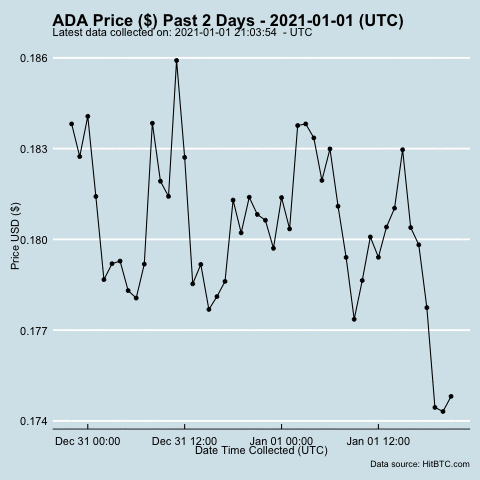 ADA Price ($) Past 2 Days - 2021-01-01 (UTC)
Latest data collected on: 2021-01-01 21:03:54 - UTC
0.186
0.183
0.180
0.177
0.174
Price USD ($)
Dec 31 00:00 Dec 31 12:00 Jan 01 00:00 Jan 01 12:00
Date Time Collected (UTC)
Data source: HitBTC.com